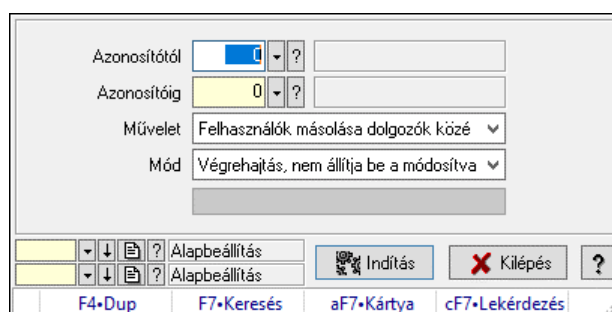 Azonosítótól 0 ?
Azonosítóig 0 ?
Művelet Felhasználók másolása dolgozók közé
Mód Végrehajtás, nem állítja be a módosítva
? Alapbeállítás
? Alapbeállítás
Indítás Kilépés ?
F4•Dup F7•Keresés aF7•Kártya cF7•Lekérdezés